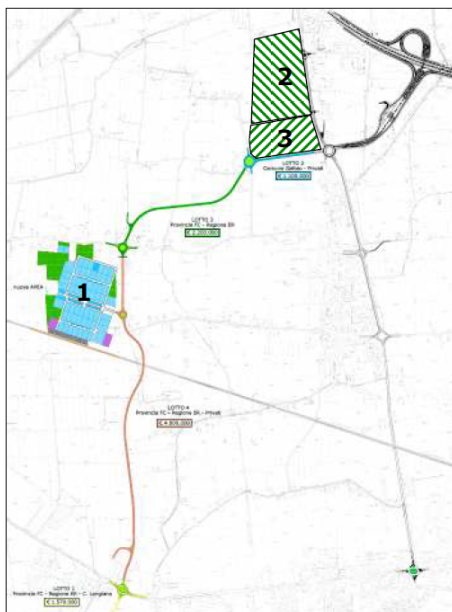 2
3
LOTTO 2
Comune Gatteo - Privati
LOTTO 3
Provincia FC - Regione ER
nuova AREA
1
LOTTO 4
Provincia FC - Regione ER - Privati
LOTTO 1
Provincia FC - Regione ER - C. Longiano
€ 1.570.000